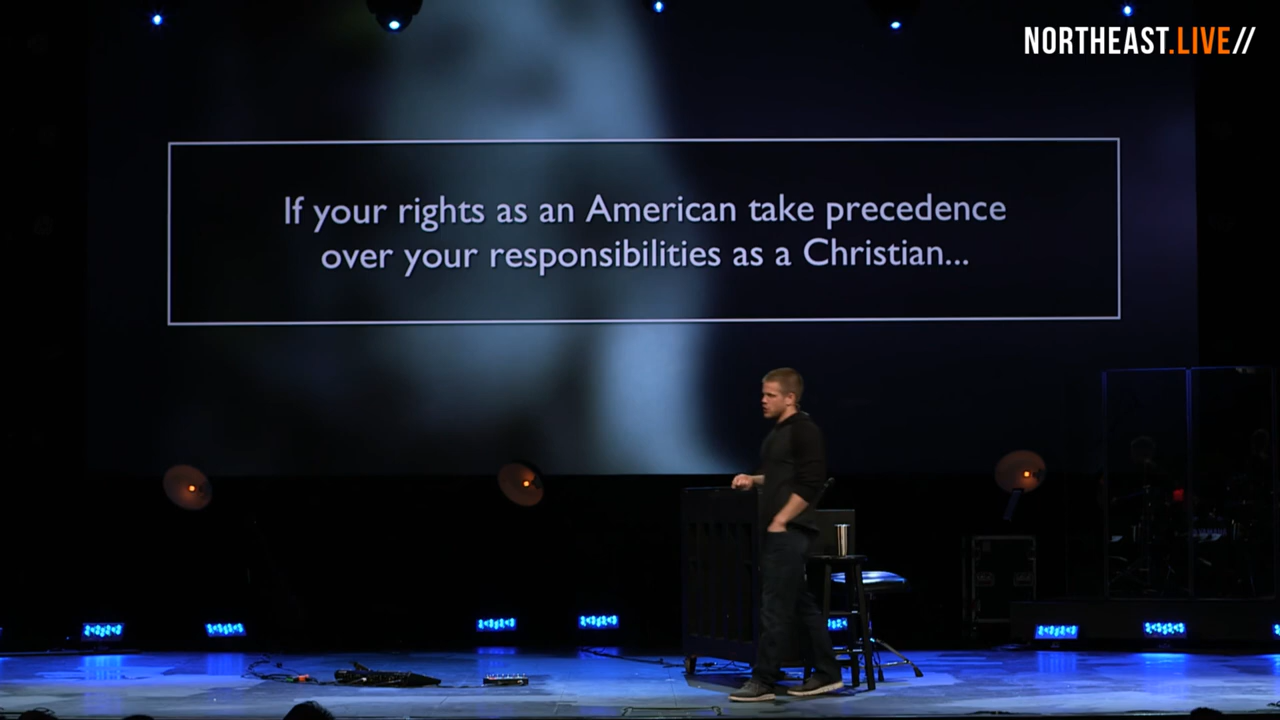 NORTHEAST.LIVE//
If your rights as an American take precedence
over your responsibilities as a Christian...